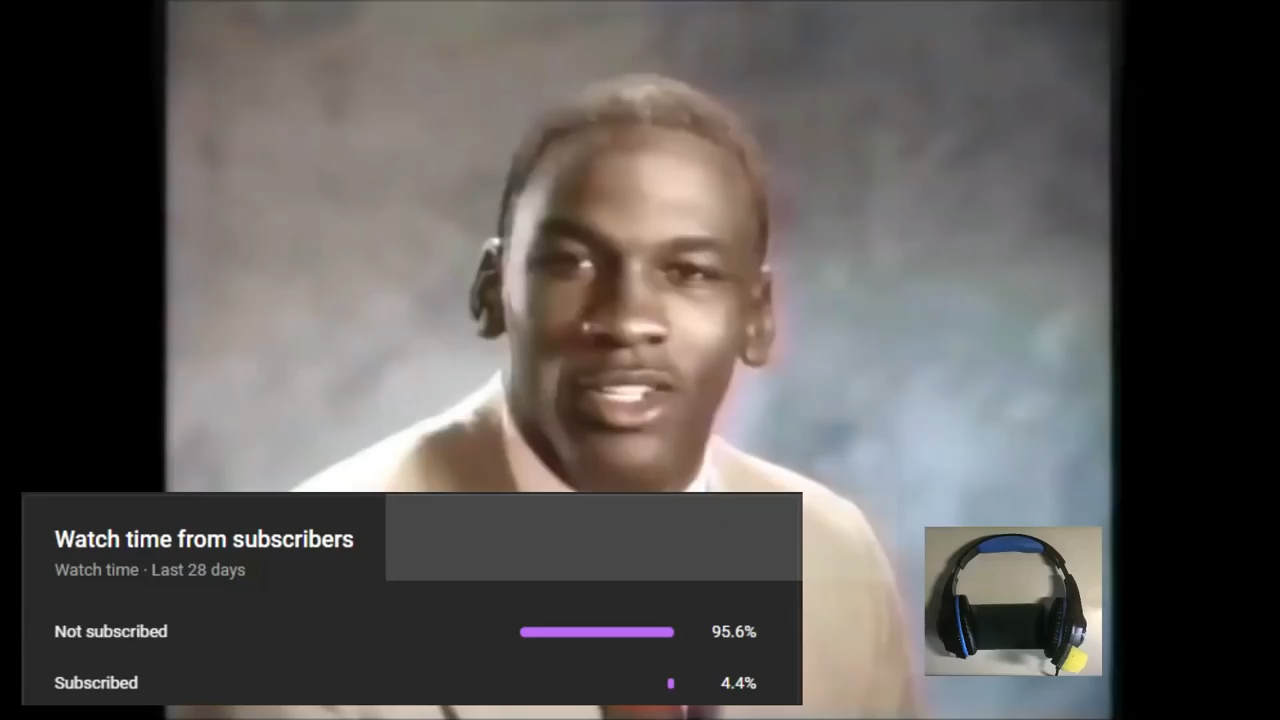 Watch time from subscribers
Watch time · Last 28 days
Not subscribed 95.6%
Subscribed 4.4%